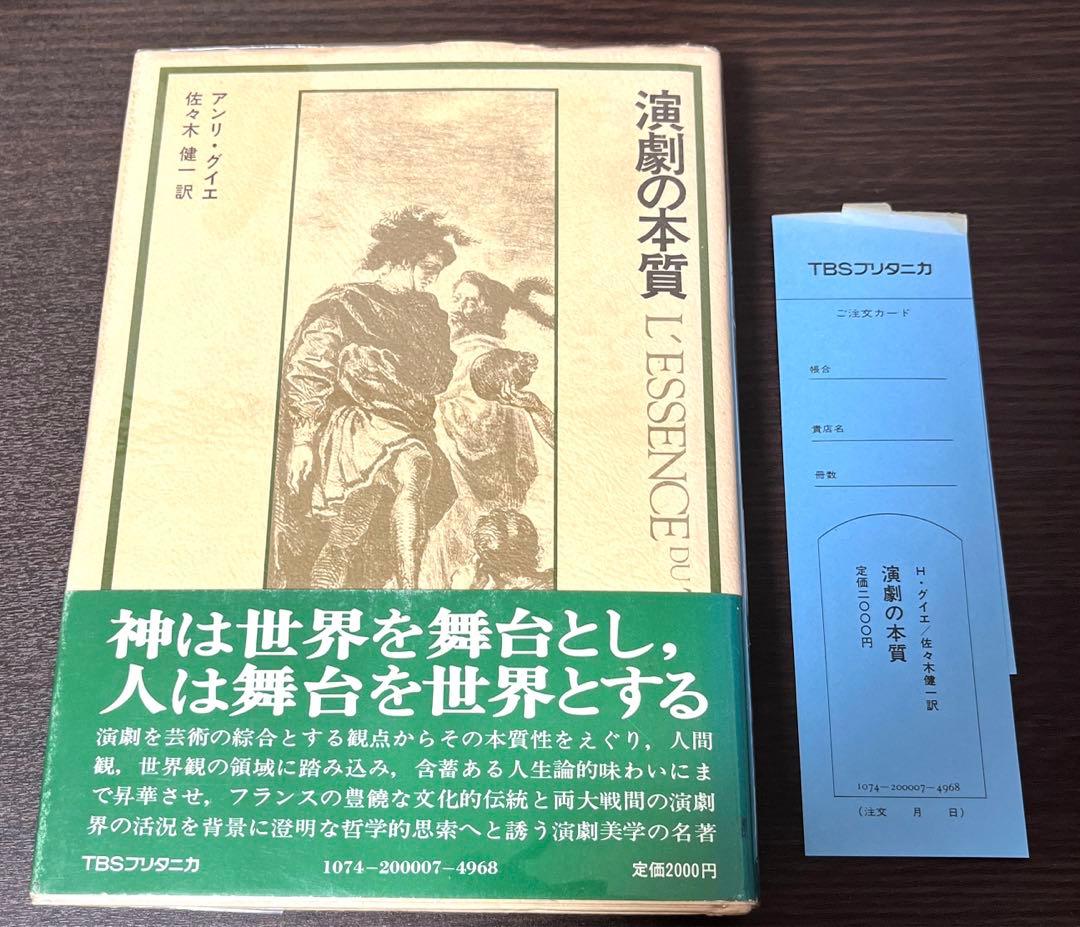 演劇の本質 L'ESSENCE DU
アンリ・グイエ
佐々木 健一 訳
神は世界を舞台とし,
人は舞台を世界とする
演劇を芸術の綜合とする観点からその本質性をえぐり，人間
観，世界観の領域に踏み込み，含蓄ある人生論的味わいにま
で昇華させ，フランスの豊饒な文化的伝統と両大戦間の演劇
界の活況を背景に澄明な哲学的思索へと誘う演劇美学の名著
TBSブリタニカ 1074-200007-4968 定価2000円
TBSブリタニカ
ご注文カード
帳合
貴店名
冊数
H・グイエ／佐々木健一訳
演劇の本質
定価二〇〇〇円
1074-200007-4968
(注文 月 日)